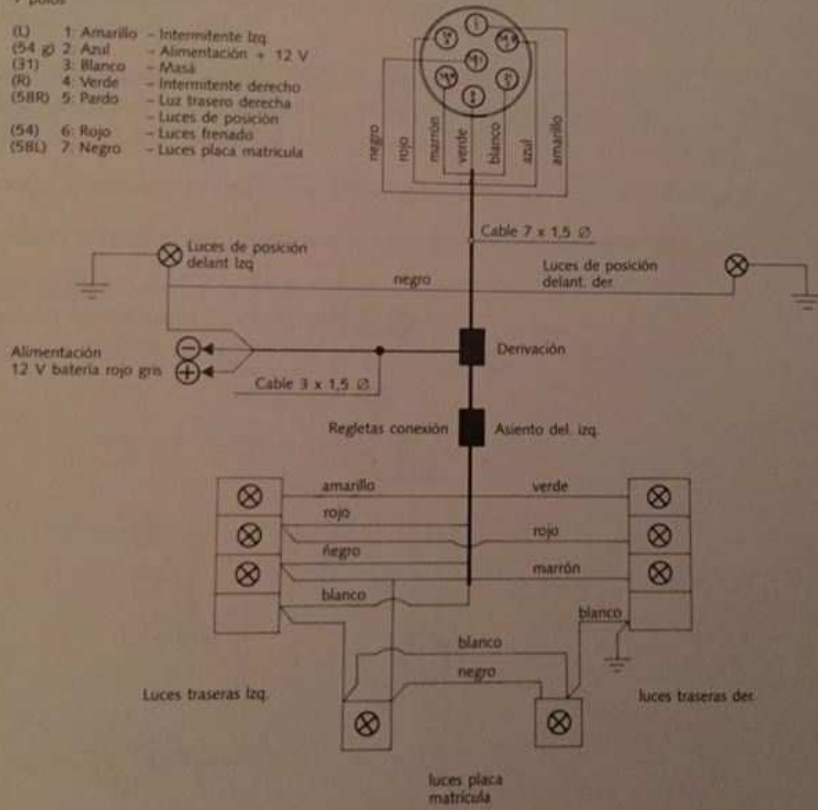 7 polos
(L) 1: Amarillo – Intermitente Izq.
(54 g) 2: Azul – Alimentación + 12 V
(31) 3: Blanco – Masa
(R) 4: Verde – Intermitente derecho
(58R) 5: Pardo – Luz trasero derecha
– Luces de posición
(54) 6: Rojo – Luces frenado
(58L) 7: Negro – Luces placa matrícula
negro
rojo
marrón
verde
blanco
azul
amarillo
Cable 7 x 1,5 Ø
Luces de posición
delant Izq
negro
Luces de posición
delant. der.
Alimentación
12 V batería rojo gris
Cable 3 x 1,5 Ø
Derivación
Regletas conexión
Asiento del. izq.
amarillo
verde
rojo
rojo
negro
marrón
blanco
blanco
blanco
negro
Luces traseras Izq.
luces traseras der.
luces placa
matrícula